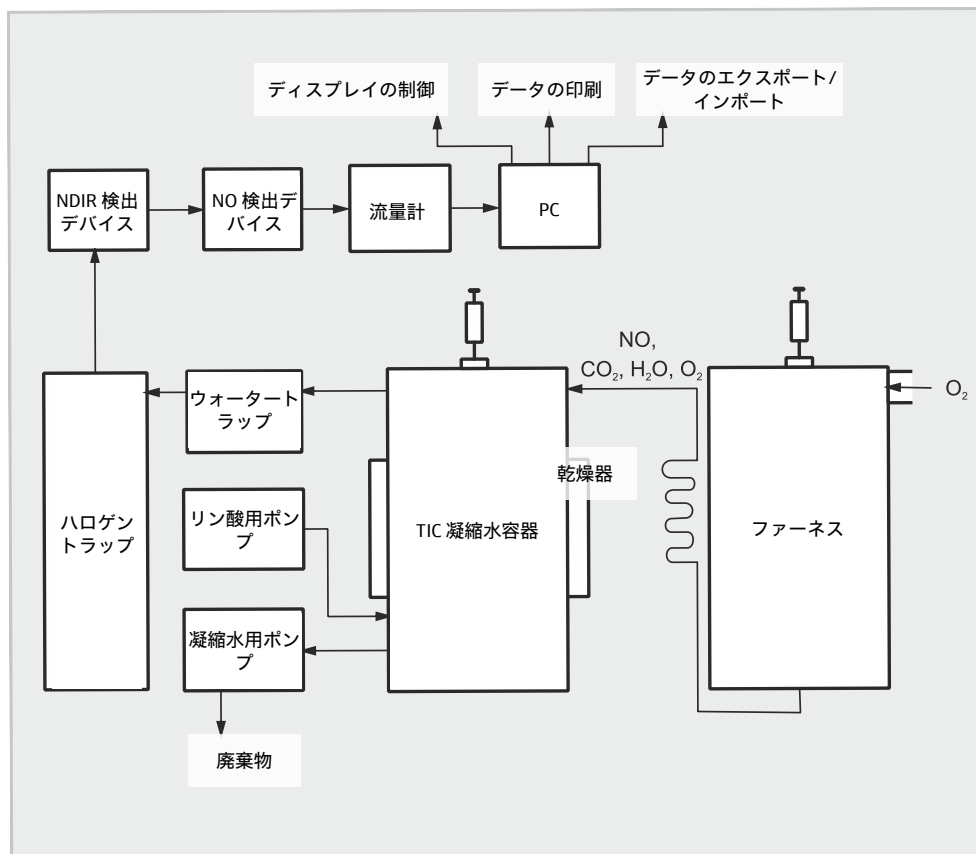 ディスプレイの制御
データの印刷
データのエクスポート/
インポート
NDIR 検出
デバイス
NO 検出デ
バイス
流量計
PC
NO,
CO₂, H₂O, O₂
O₂
ウォータート
ラップ
乾燥器
ハロゲン
トラップ
リン酸用ポン
プ
TIC 凝縮水容器
ファーネス
凝縮水用ポン
プ
廃棄物